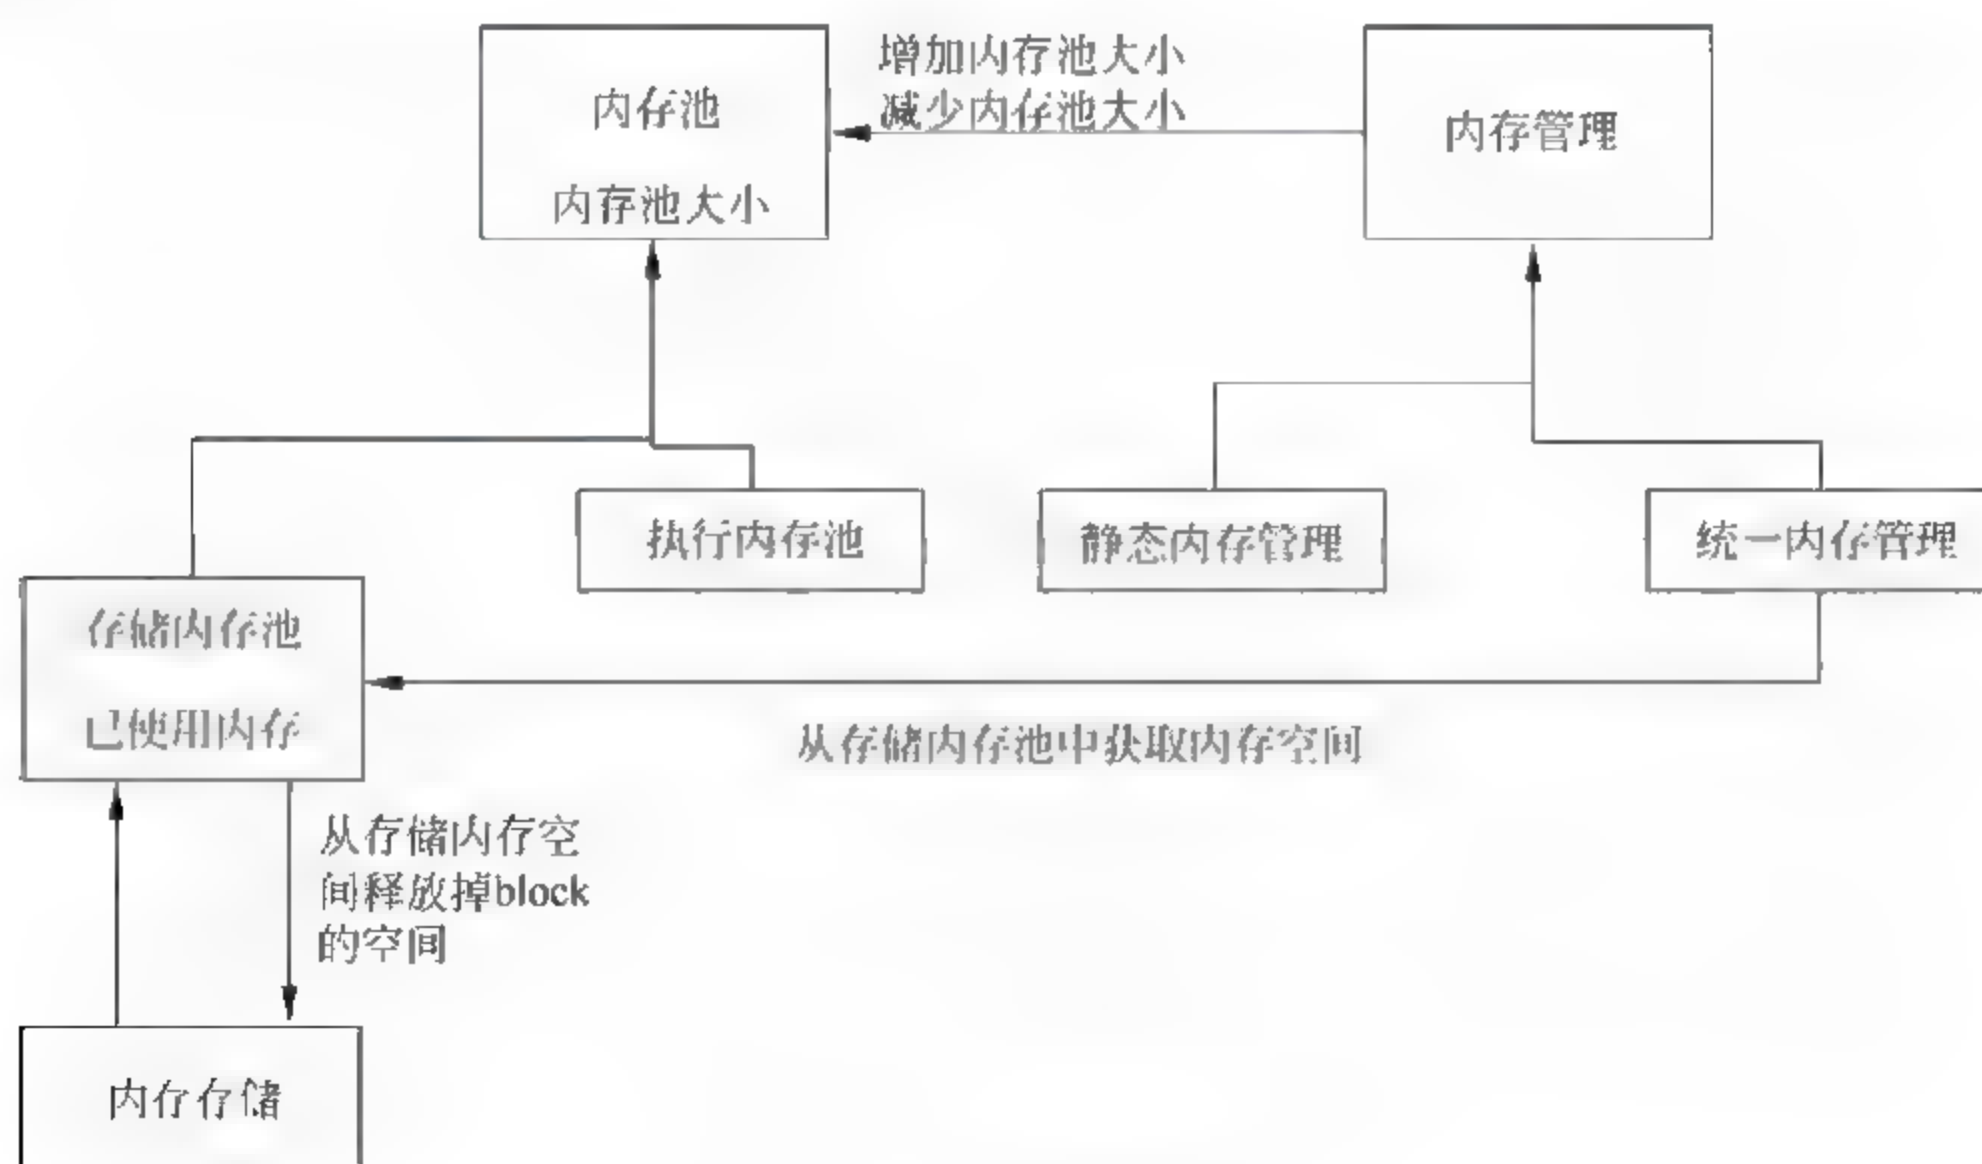 内存池
内存池大小
增加内存池大小
减少内存池大小
内存管理
执行内存池
静态内存管理
统一内存管理
存储内存池
已使用内存
从存储内存池中获取内存空间
从存储内存空
间释放掉block
的空间
内存存储